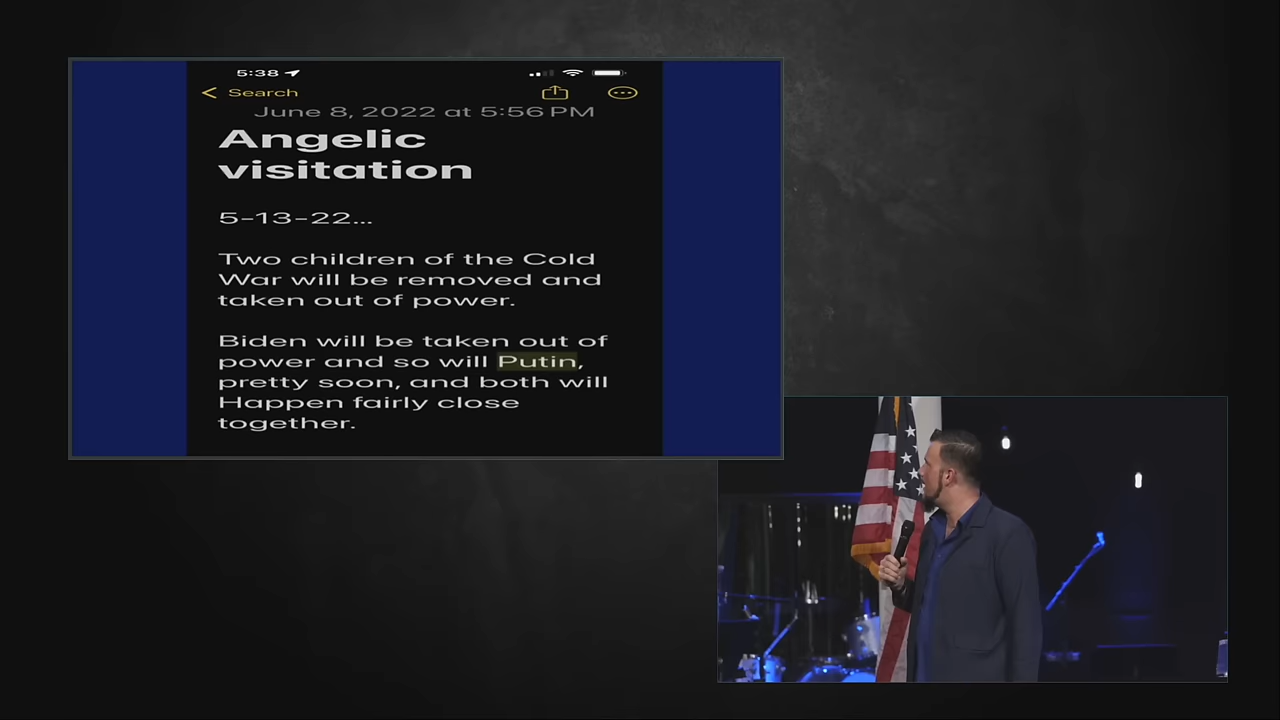 5:38
< Search
June 8, 2022 at 5:56 PM
Angelic
visitation
5-13-22...
Two children of the Cold
War will be removed and
taken out of power.
Biden will be taken out of
power and so will Putin,
pretty soon, and both will
Happen fairly close
together.